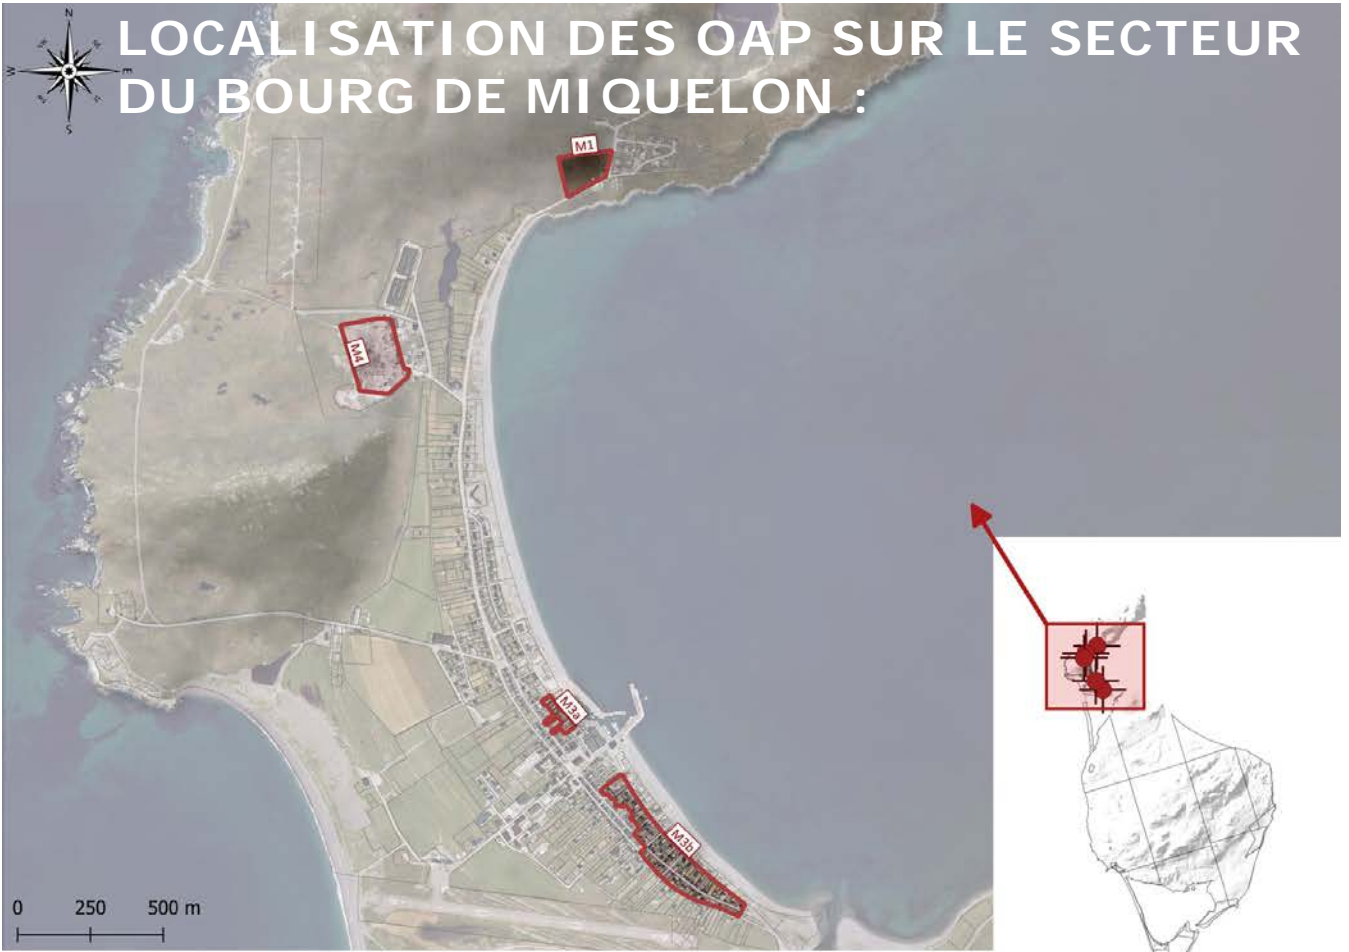 N
W
E
S
LOCALISATION DES OAP SUR LE SECTEUR
DU BOURG DE MIQUELON :
M1
M4
M3a
M3b
0 250 500 m